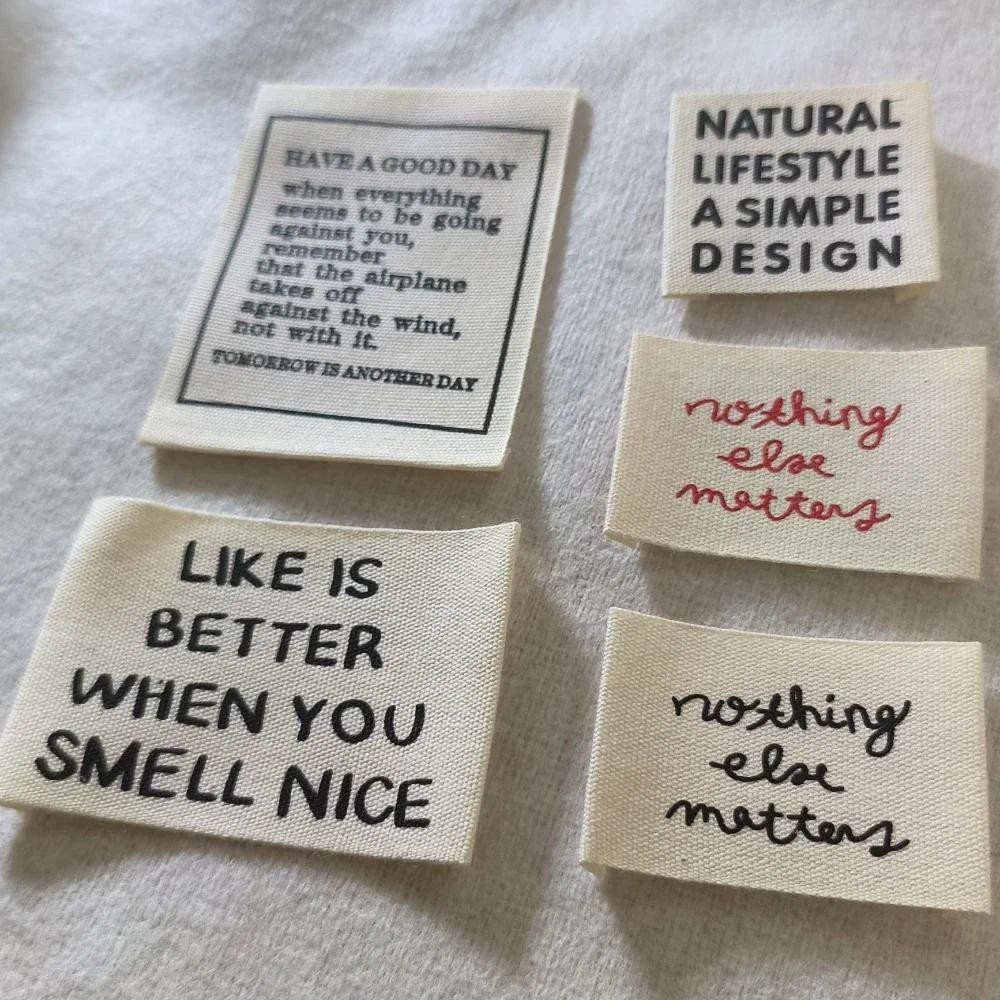 HAVE A GOOD DAY
when everything
seems to be going
against you,
remember
that the airplane
takes off
against the wind,
not with it.
TOMORROW IS ANOTHER DAY
NATURAL
LIFESTYLE
A SIMPLE
DESIGN
nothing
else
matters
LIKE IS
BETTER
WHEN YOU
SMELL NICE
nothing
else
matters